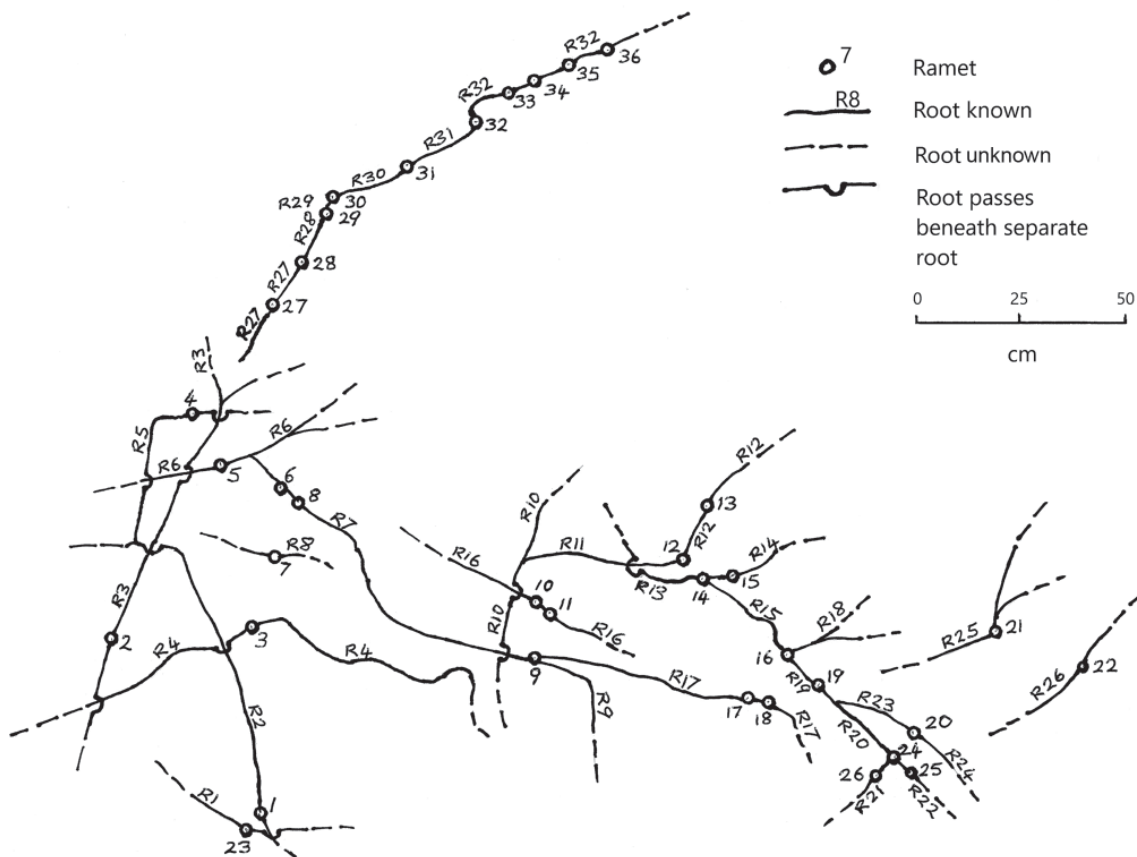 R32
36
35
R32
34
33
32
R31
31
R30
R29
30
29
R28
28
R27
27
R27
7
Ramet
R8
Root known
Root unknown
Root passes
beneath separate
root
0
25
50
cm
R3
4
R5
R6
R6
5
6
8
R7
R8
7
R3
2
R4
3
R4
R2
R1
1
23
R10
R11
12
R12
R12
13
R16
10
11
R16
R10
9
R9
R17
17
18
R17
R13
14
15
R14
R15
R18
16
R19
19
R23
20
R20
R24
24
25
26
R21
R22
R25
21
22
R26